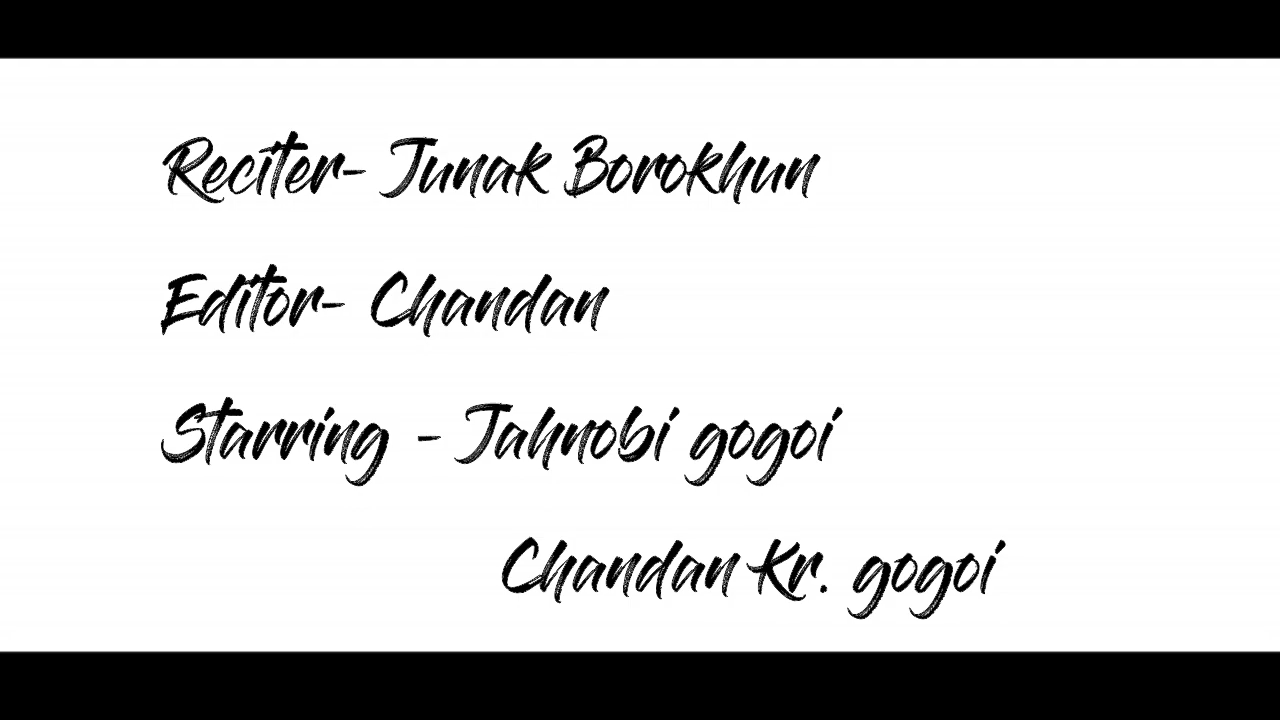 Reciter- Junak Borokhun
Editor- Chandan
Starring - Jahnobi gogoi
Chandan Kr. gogoi